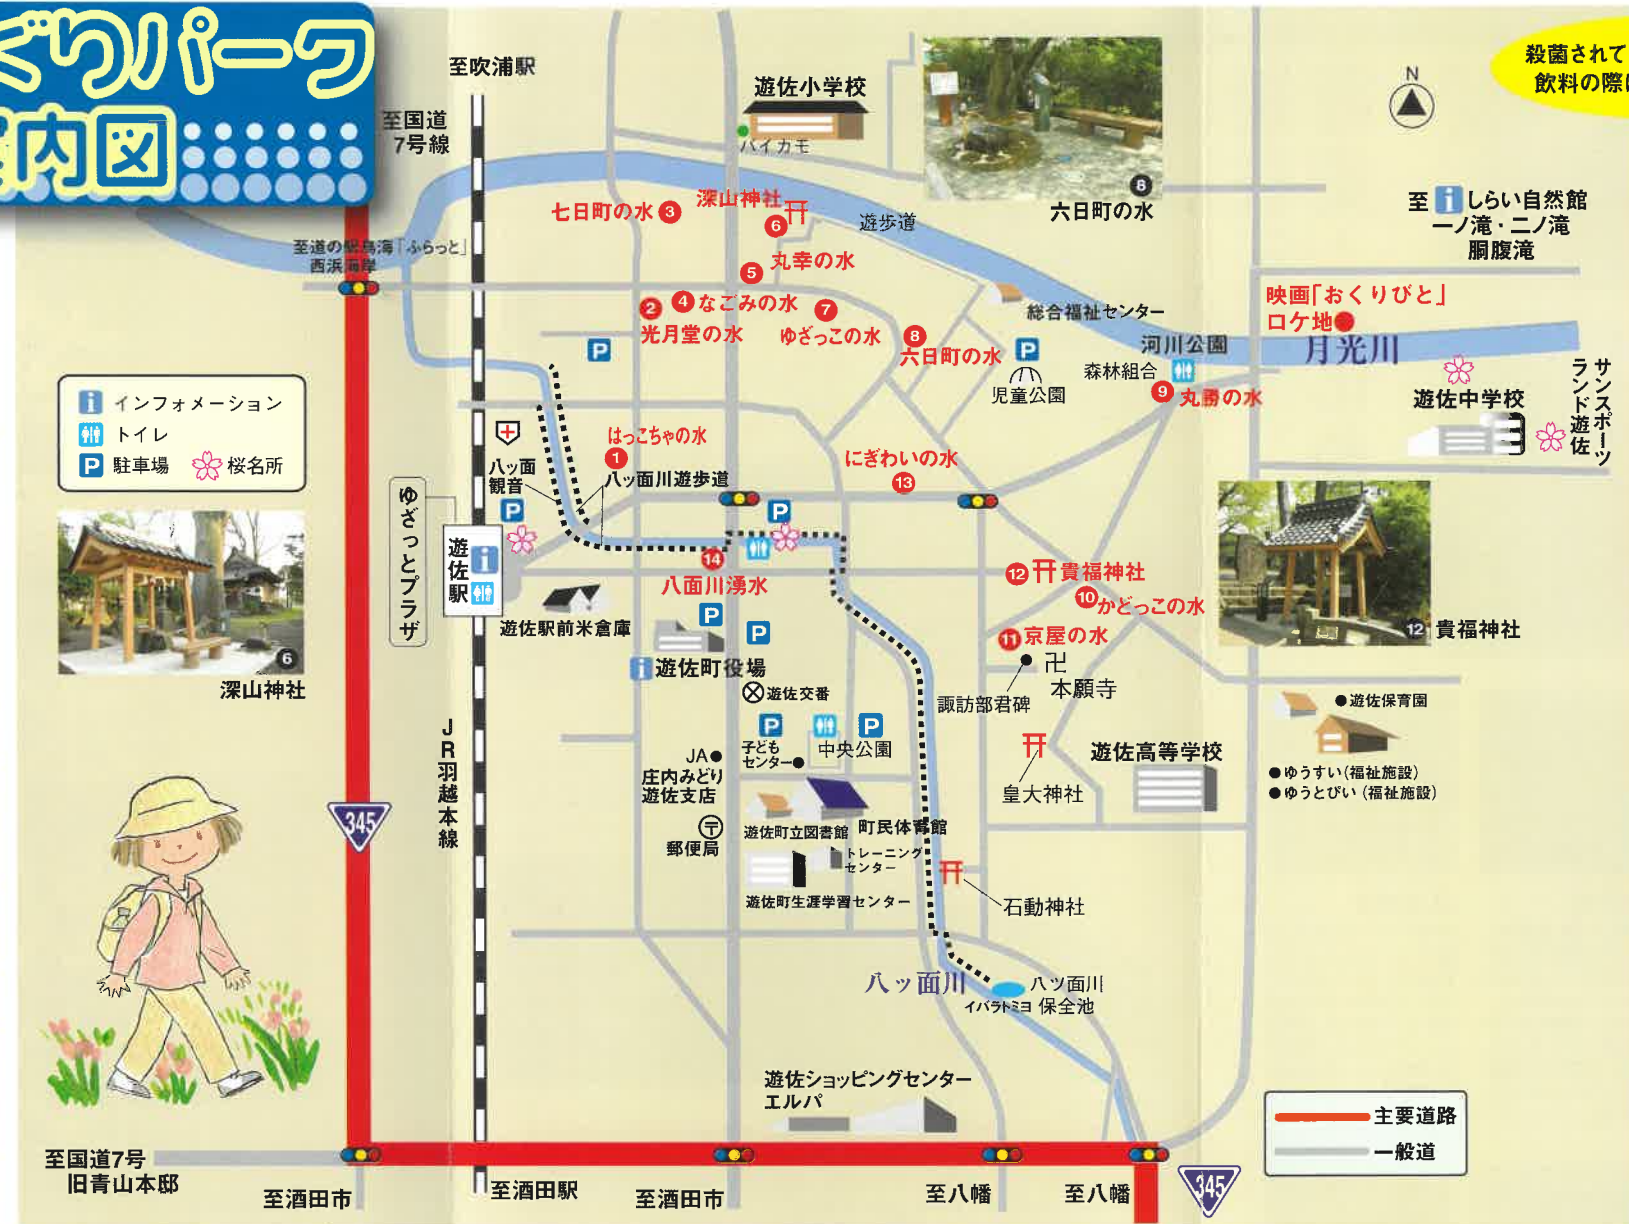 ぐりパーク
内図
至吹浦駅
至国道
7号線
遊佐小学校
バイカモ
殺菌されて
飲料の際
N
8
六日町の水
至 i しらい自然館
一ノ滝・二ノ滝
胴腹滝
七日町の水 3
深山神社
6
遊歩道
至道の駅鳥海「ふらっと」
西浜海岸
5 丸幸の水
2 4 なごみの水 7
光月堂の水
ゆざっこの水
8
六日町の水
総合福祉センター
映画「おくりびと」
ロケ地
月光川
河川公園
森林組合
9 丸勝の水
P
P
児童公園
遊佐中学校
サンスポーツ
ランド遊佐
i インフォメーション
トイレ
P 駐車場 桜名所
はっこちゃの水
1
八ッ面
観音
八ッ面川遊歩道
にぎわいの水
13
P
P
ゆざっとプラザ
遊佐駅
i
14
八面川湧水
遊佐駅前米倉庫
P
P
i 遊佐町役場
遊佐交番
12 貴福神社
10 かどっこの水
11 京屋の水
卍
本願寺
諏訪部君碑
12 貴福神社
6
深山神社
遊佐保育園
ゆうすい(福祉施設)
ゆうとぴい(福祉施設)
JR羽越本線
P
P
子ども
センター
中央公園
JA
庄内みどり
遊佐支店
皇大神社
遊佐高等学校
345
〒
郵便局
遊佐町立図書館
町民体育館
トレーニング
センター
遊佐町生涯学習センター
石動神社
八ッ面川
八ツ面川
イバラトミヨ 保全池
遊佐ショッピングセンター
エルパ
主要道路
一般道
至国道7号
旧青山本邸
至酒田市
至酒田駅
至酒田市
至八幡
至八幡
345